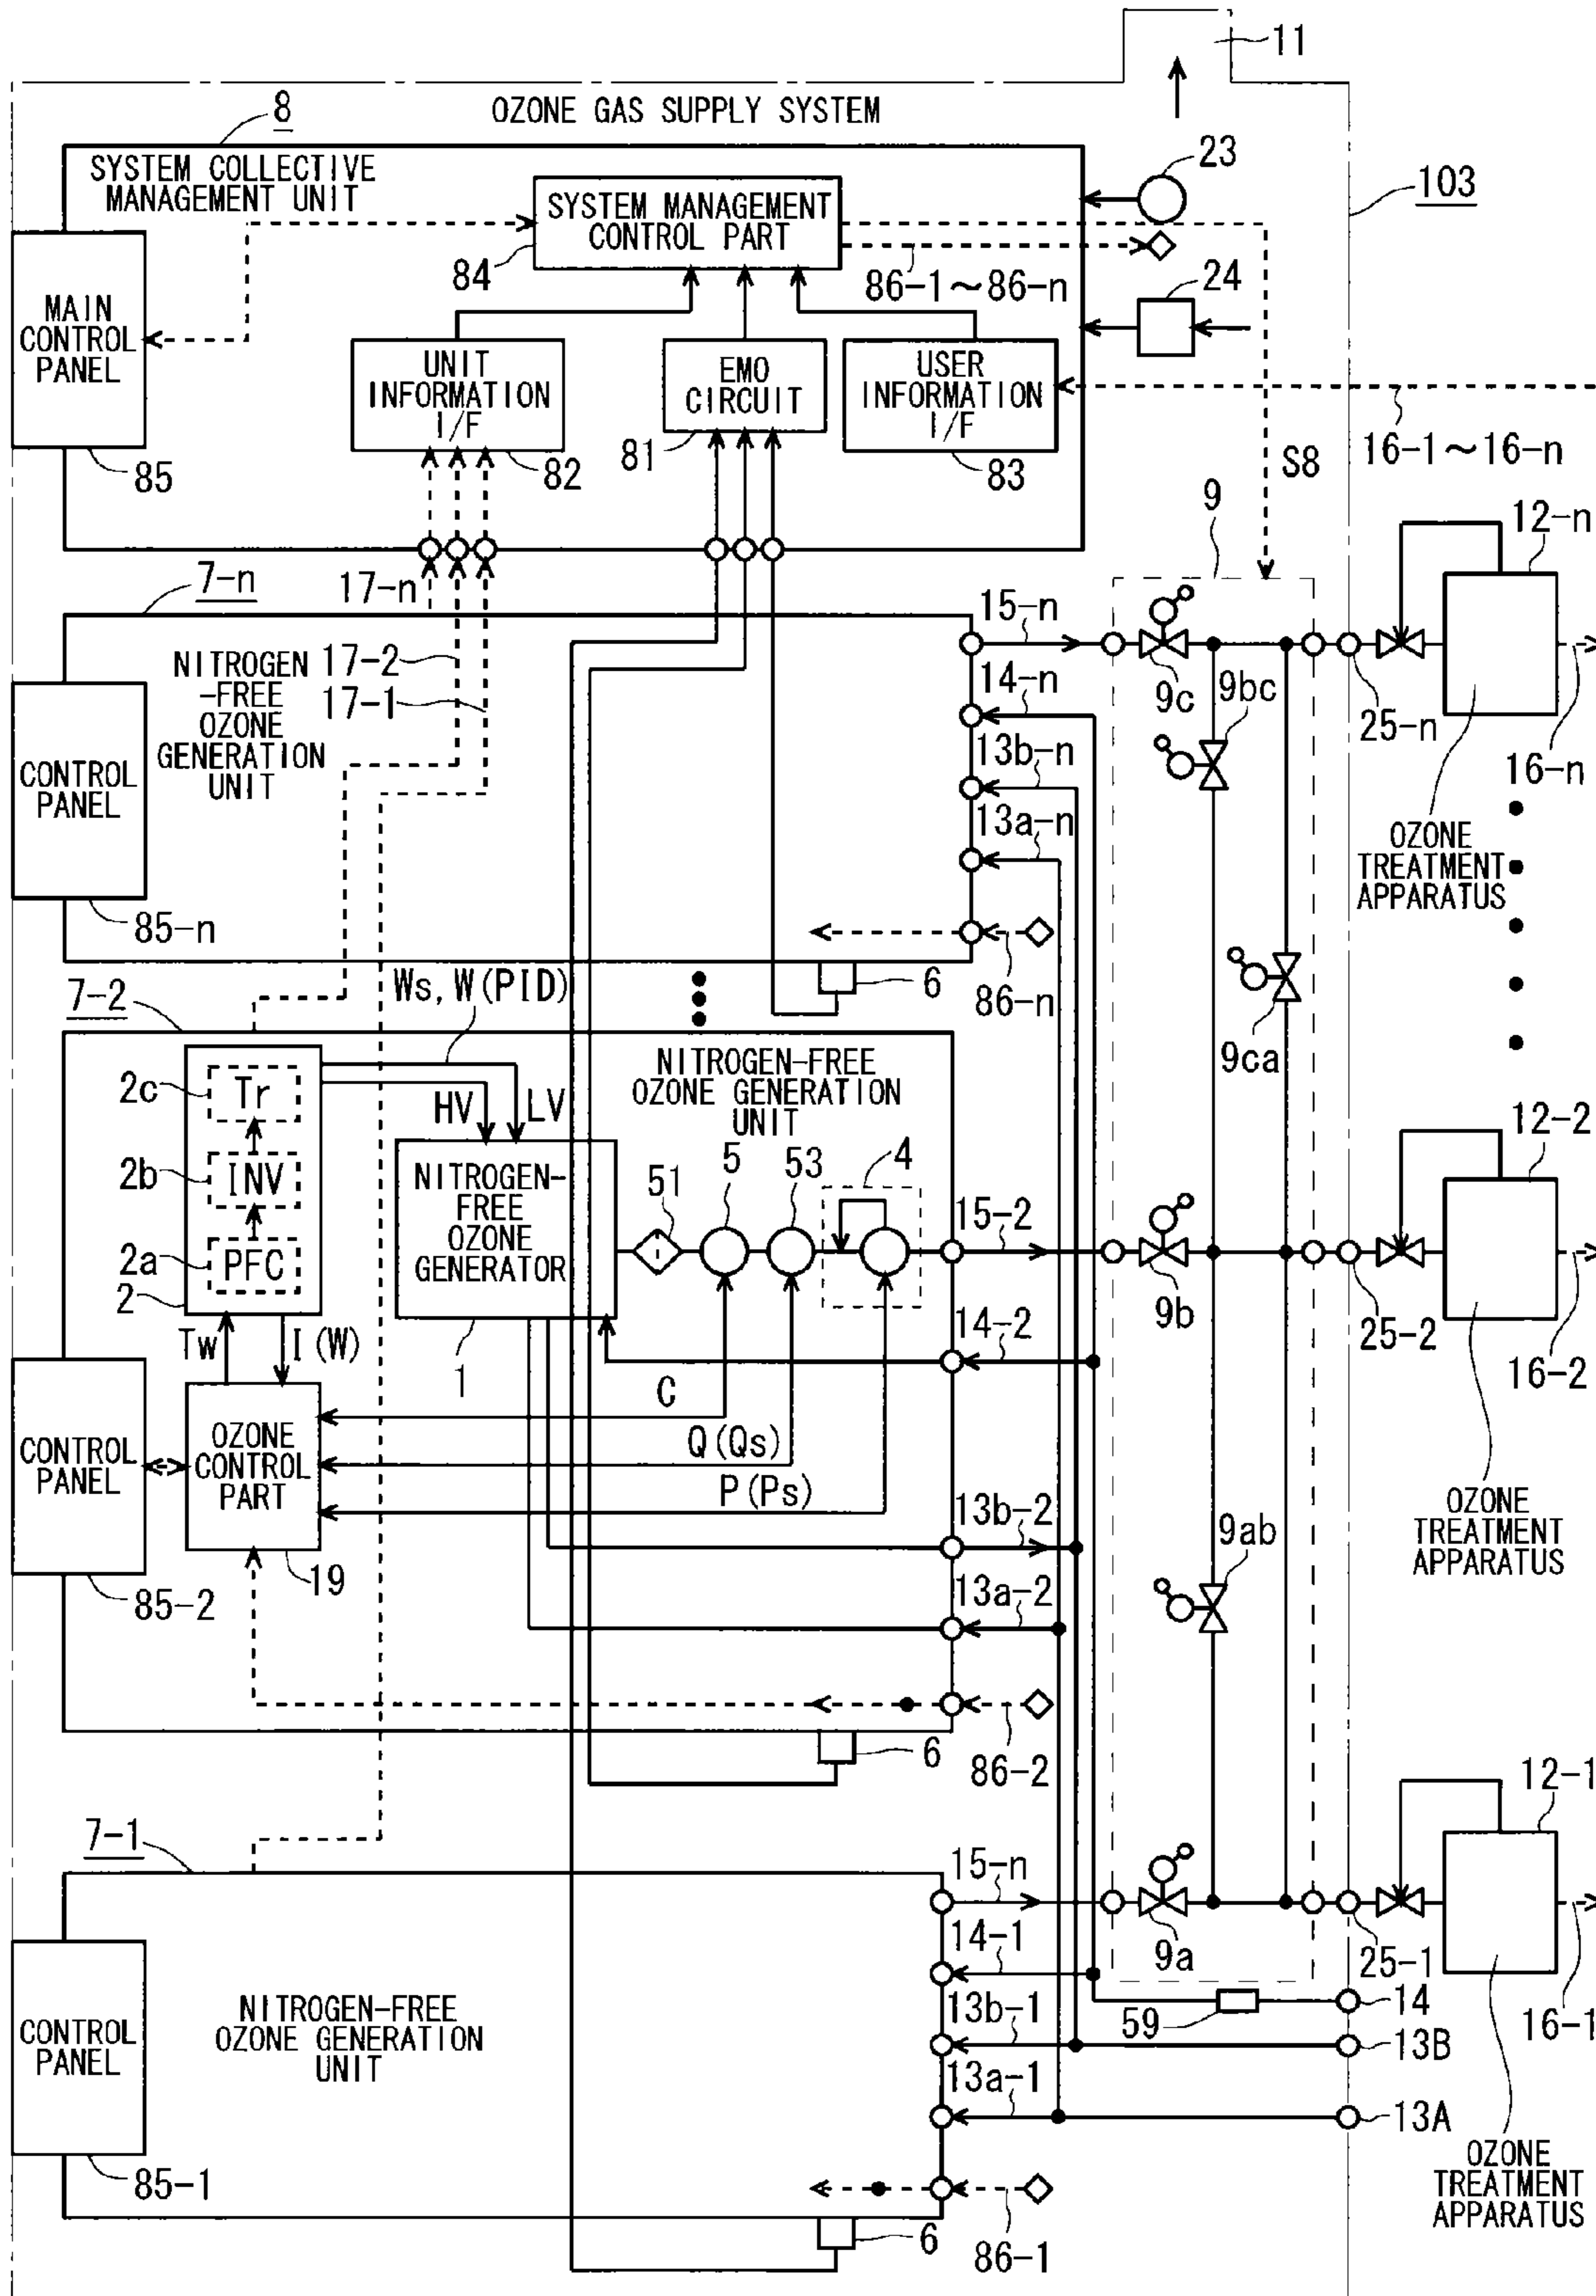 11
OZONE GAS SUPPLY SYSTEM
8
SYSTEM COLLECTIVE
MANAGEMENT UNIT
23
103
SYSTEM MANAGEMENT
CONTROL PART
84
86-1~86-n
24
MAIN
CONTROL
PANEL
85
UNIT
INFORMATION
I/F
82
EMO
CIRCUIT
81
USER
INFORMATION
I/F
83
16-1~16-n
S8
9
12-n
7-n
17-n
NITROGEN
-FREE
OZONE
GENERATION
UNIT
17-2
17-1
CONTROL
PANEL
85-n
15-n
14-n
13b-n
13a-n
9c
9bc
25-n
16-n
OZONE
TREATMENT
APPARATUS
6
86-n
9ca
7-2
Ws, W(PID)
2c
Tr
2b
INV
2a
PFC
2
HV
LV
NITROGEN-FREE
OZONE GENERATION
UNIT
NITROGEN-
FREE
OZONE
GENERATOR
1
51
5
53
4
15-2
9b
12-2
25-2
16-2
14-2
Tw
I(W)
C
Q(Qs)
P(Ps)
CONTROL
PANEL
85-2
OZONE
CONTROL
PART
19
13b-2
13a-2
9ab
OZONE
TREATMENT
APPARATUS
6
86-2
7-1
12-1
15-n
14-1
13b-1
13a-1
9a
25-1
16-1
59
14
13B
13A
CONTROL
PANEL
85-1
NITROGEN-FREE
OZONE GENERATION
UNIT
OZONE
TREATMENT
APPARATUS
6
86-1